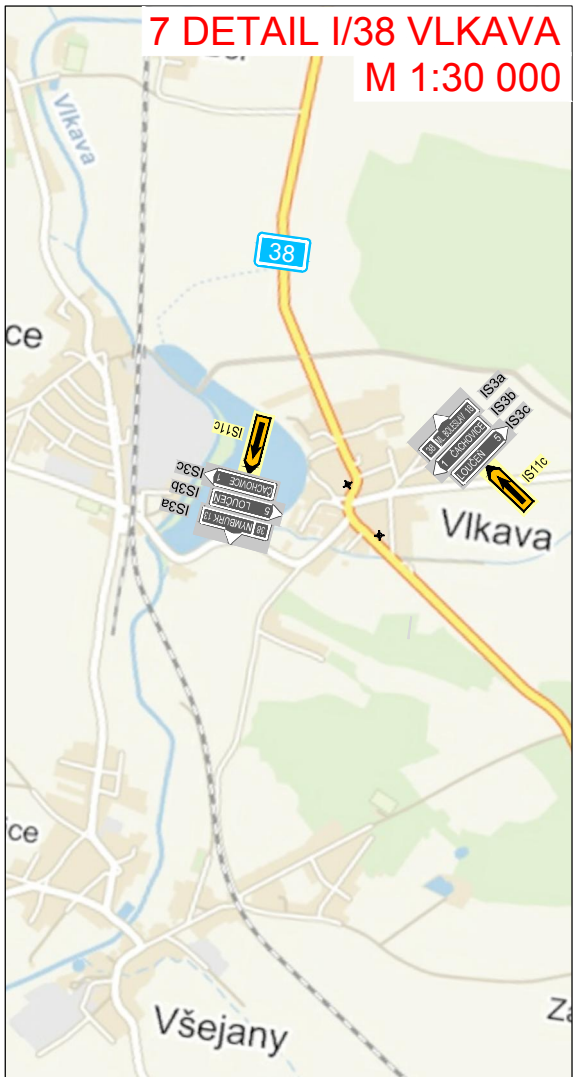 7 DETAIL I/38 VLKAVA
M 1:30 000
Vlkava
38
ce
IS3a
IS3b
IS3c
38 ML. BOLESLAV 18
1 ČACHOVICE
LOUČEŇ 5
IS11c
IS11c
IS3c
IS3b
IS3a
ČACHOVICE 1
5 LOUČEŇ
38 NYMBURK 13
Vlkava
ice
Všejany
Za